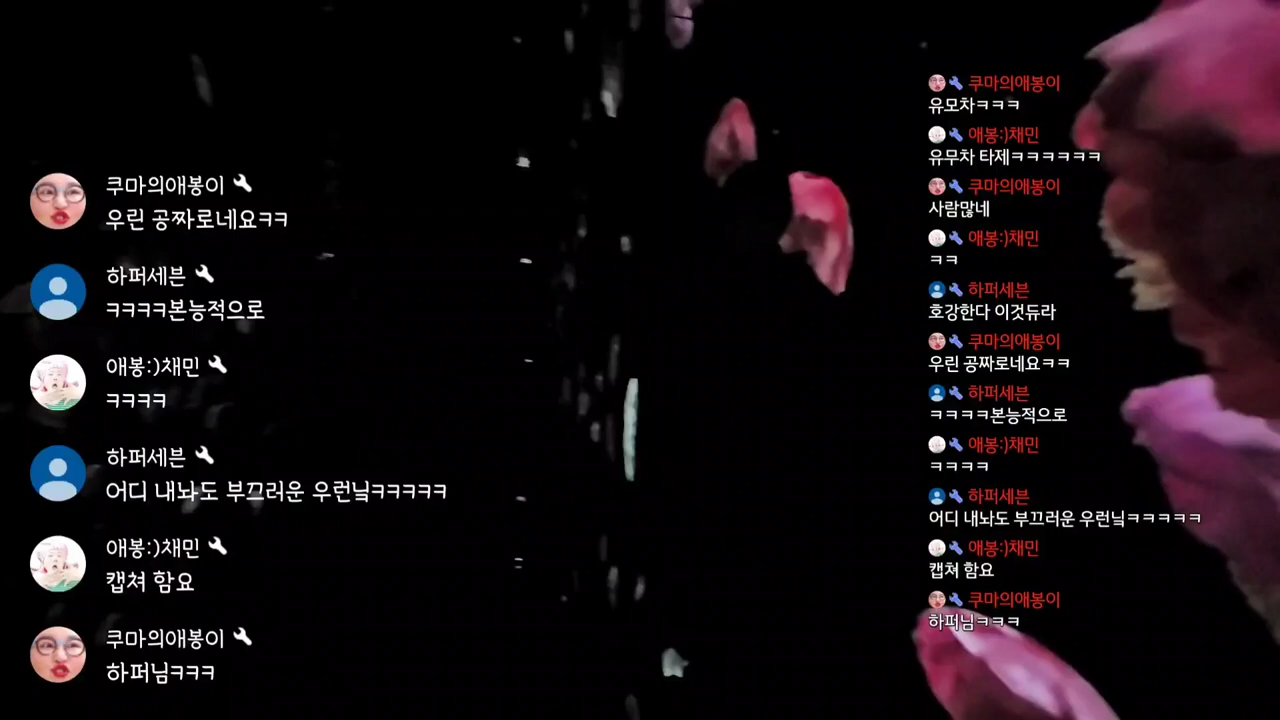 쿠마의애봉이
우린 공짜로네요ㅋㅋ
하퍼세븐
ㅋㅋㅋㅋ본능적으로
애봉:)채민
ㅋㅋㅋㅋ
하퍼세븐
어디 내놔도 부끄러운 우런닠ㅋㅋㅋㅋㅋ
애봉:)채민
캡쳐 함요
쿠마의애봉이
하퍼님ㅋㅋㅋ
쿠마의애봉이
유모차ㅋㅋㅋ
애봉:)채민
유무차 타제ㅋㅋㅋㅋㅋㅋ
쿠마의애봉이
사람많네
애봉:)채민
ㅋㅋ
하퍼세븐
호강한다 이것듀라
쿠마의애봉이
우린 공짜로네요ㅋㅋ
하퍼세븐
ㅋㅋㅋㅋ본능적으로
애봉:)채민
ㅋㅋㅋㅋ
하퍼세븐
어디 내놔도 부끄러운 우런닠ㅋㅋㅋㅋㅋ
애봉:)채민
캡쳐 함요
쿠마의애봉이
하퍼님ㅋㅋㅋ